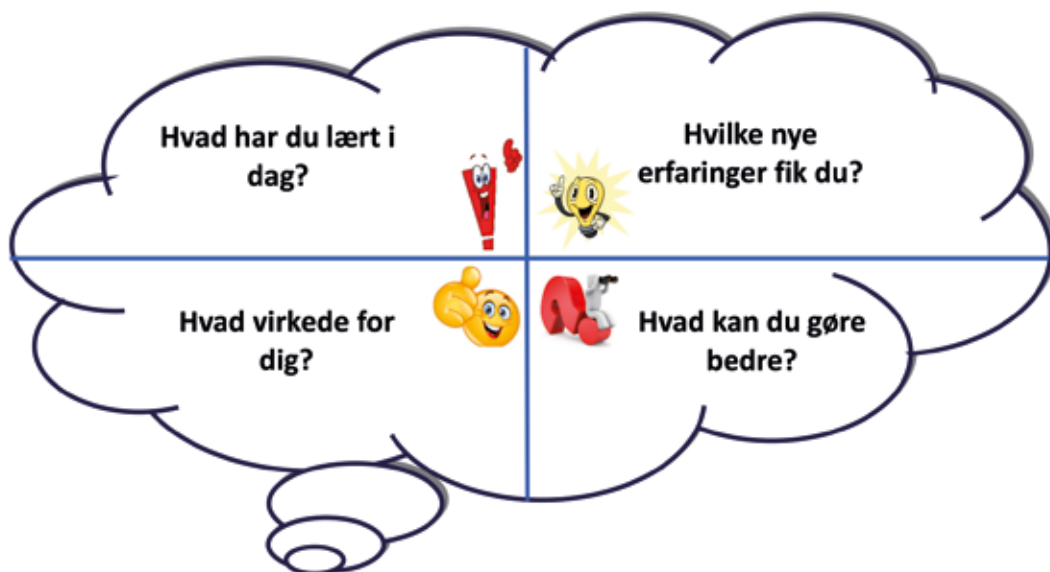 Hvad har du lært i
dag?
Hvilke nye
erfaringer fik du?
Hvad virkede for
dig?
Hvad kan du gøre
bedre?